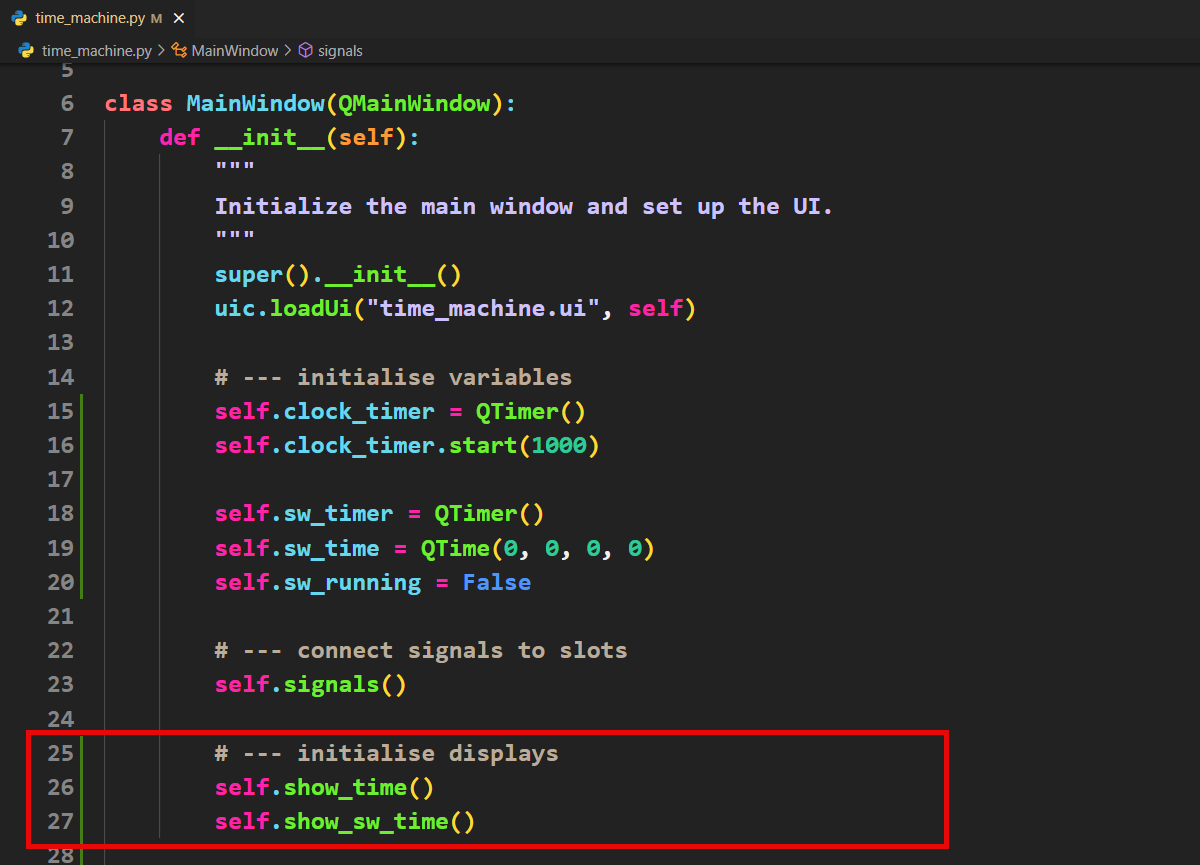 time_machine.py M
time_machine.py > MainWindow > signals
5
6 class MainWindow(QMainWindow):
7     def __init__(self):
8         """
9         Initialize the main window and set up the UI.
10         """
11         super().__init__()
12         uic.loadUi("time_machine.ui", self)
13
14         # --- initialise variables
15         self.clock_timer = QTimer()
16         self.clock_timer.start(1000)
17
18         self.sw_timer = QTimer()
19         self.sw_time = QTime(0, 0, 0, 0)
20         self.sw_running = False
21
22         # --- connect signals to slots
23         self.signals()
24
25         # --- initialise displays
26         self.show_time()
27         self.show_sw_time()
28